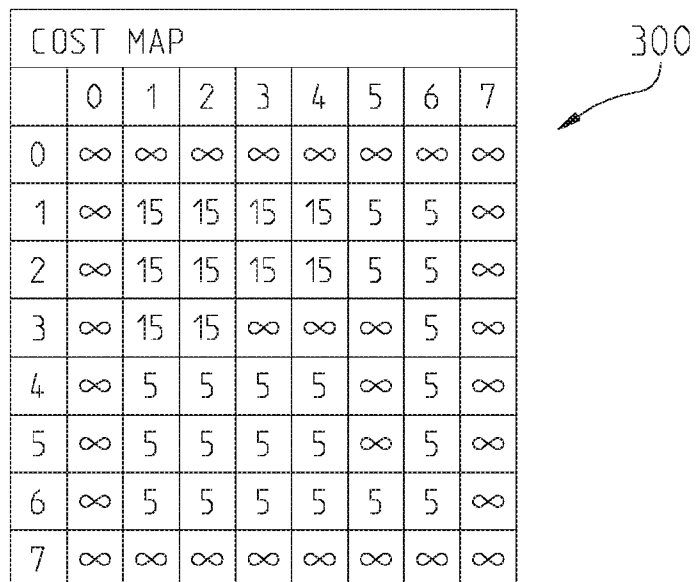 COST MAP
300
0 1 2 3 4 5 6 7
0 ∞ ∞ ∞ ∞ ∞ ∞ ∞ ∞
1 ∞ 15 15 15 15 5 5 ∞
2 ∞ 15 15 15 15 5 5 ∞
3 ∞ 15 15 ∞ ∞ ∞ 5 ∞
4 ∞ 5 5 5 5 ∞ 5 ∞
5 ∞ 5 5 5 5 ∞ 5 ∞
6 ∞ 5 5 5 5 5 5 ∞
7 ∞ ∞ ∞ ∞ ∞ ∞ ∞ ∞